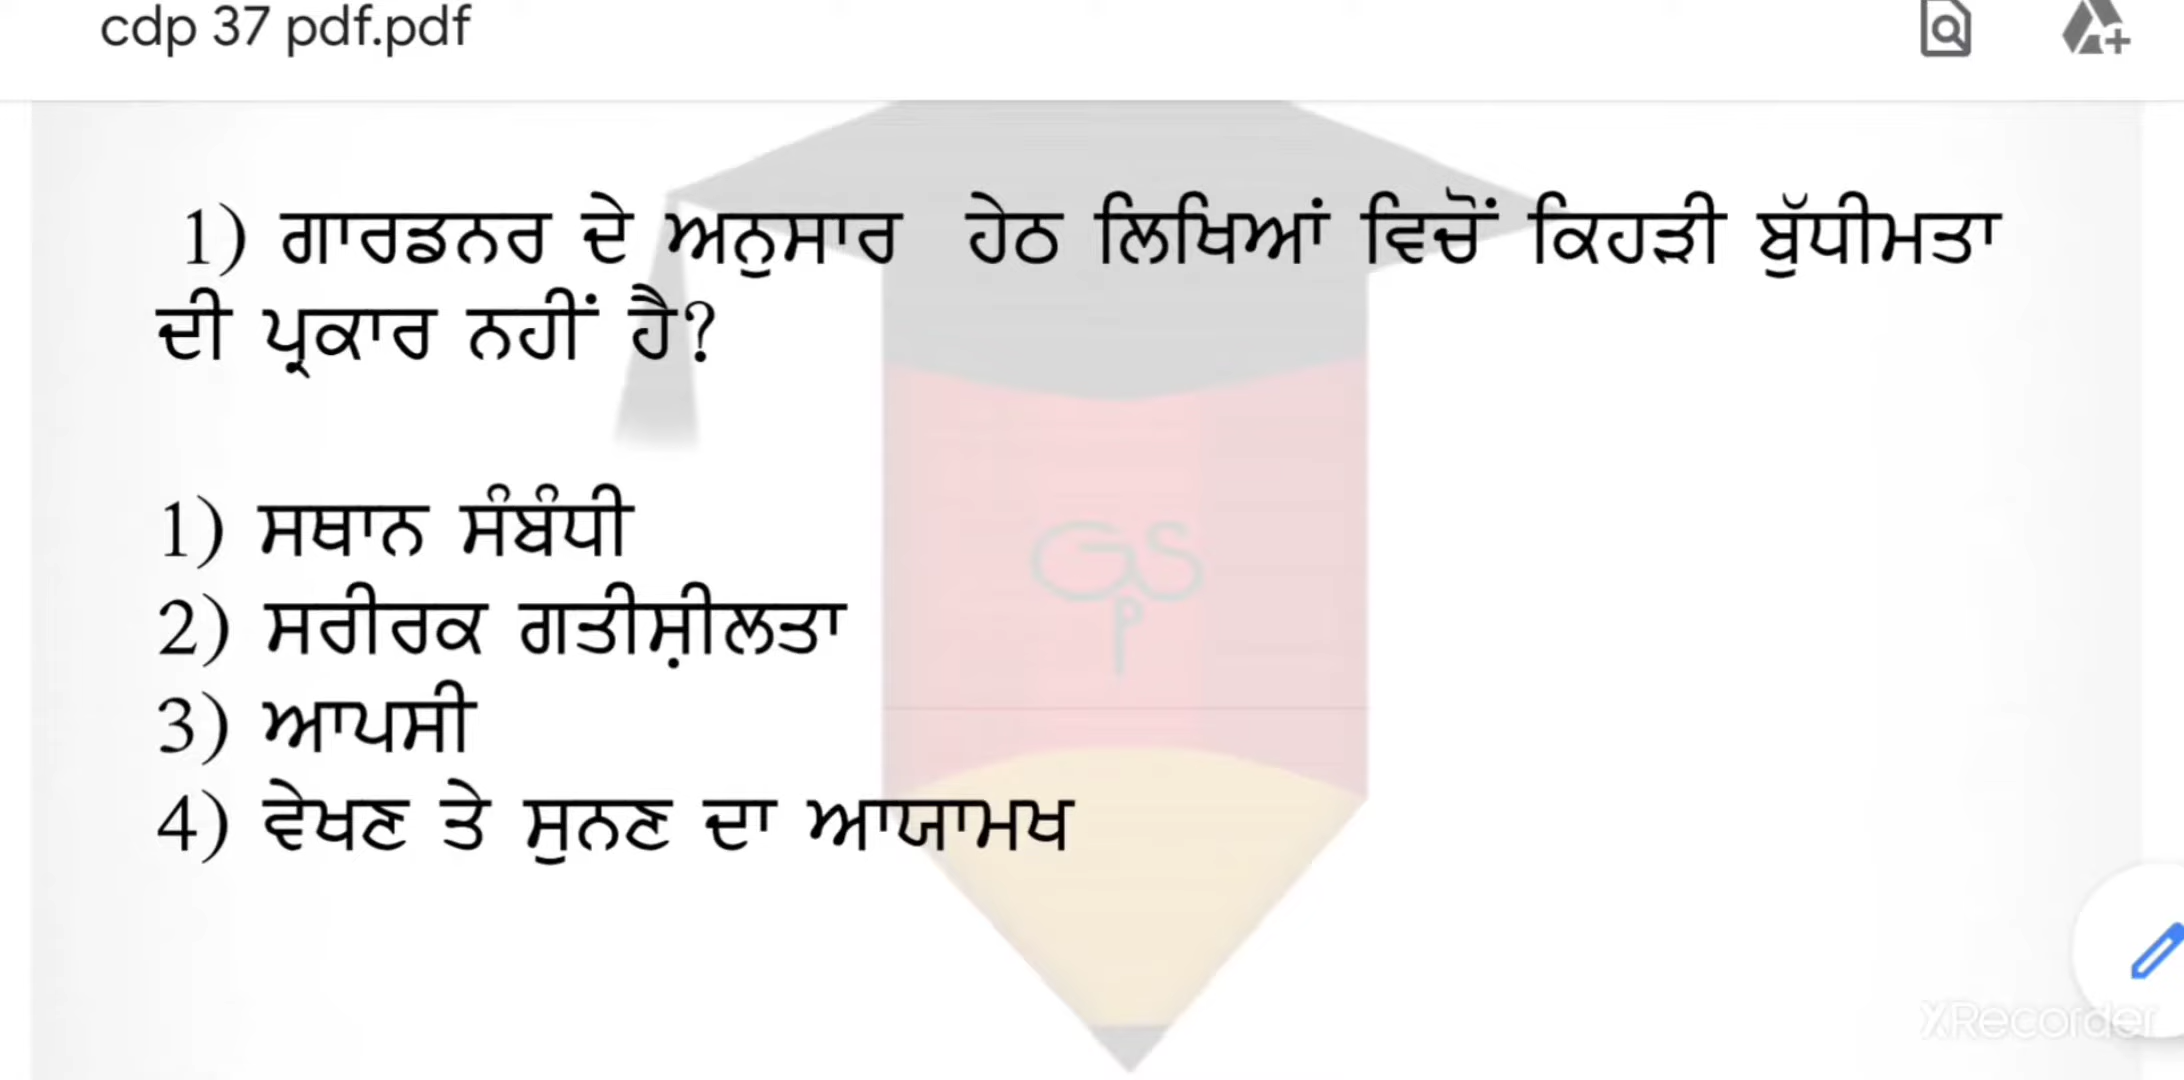 cdp 37 pdf.pdf
1) ਗਾਰਡਨਰ ਦੇ ਅਨੁਸਾਰ ਹੇਠ ਲਿਖਿਆਂ ਵਿਚੋਂ ਕਿਹੜੀ ਬੁੱਧੀਮਤਾ
ਦੀ ਪ੍ਰਕਾਰ ਨਹੀਂ ਹੈ?
1) ਸਥਾਨ ਸੰਬੰਧੀ
2) ਸਰੀਰਕ ਗਤੀਸ਼ੀਲਤਾ
3) ਆਪਸੀ
4) ਵੇਖਣ ਤੇ ਸੁਨਣ ਦਾ ਆਯਾਮਖ
GS
P
XRecorder